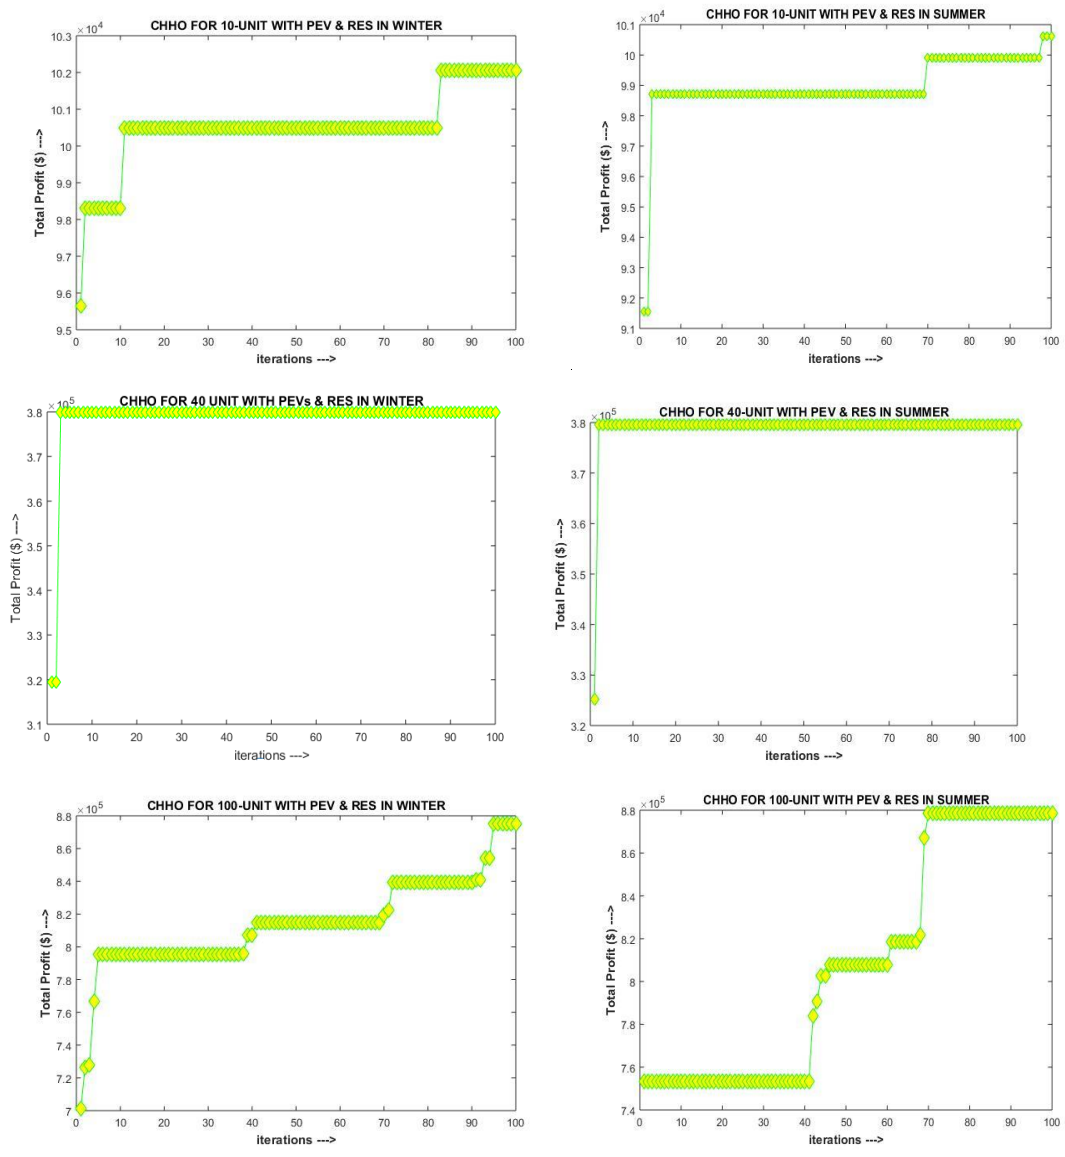 CHHO FOR 10-UNIT WITH PEV & RES IN WINTER
×10^4
10.3
10.2
10.1
10
9.9
9.8
9.7
9.6
9.5
Total Profit ($) --->
0 10 20 30 40 50 60 70 80 90 100
iterations --->
CHHO FOR 10-UNIT WITH PEV & RES IN SUMMER
×10^4
10.1
10
9.9
9.8
9.7
9.6
9.5
9.4
9.3
9.2
9.1
Total Profit ($) --->
0 10 20 30 40 50 60 70 80 90 100
iterations --->
CHHO FOR 40 UNIT WITH PEVs & RES IN WINTER
×10^5
3.8
3.7
3.6
3.5
3.4
3.3
3.2
3.1
Total Profit ($) --->
0 10 20 30 40 50 60 70 80 90 100
iterations --->
CHHO FOR 40-UNIT WITH PEV & RES IN SUMMER
×10^5
3.8
3.7
3.6
3.5
3.4
3.3
3.2
Total Profit ($) --->
0 10 20 30 40 50 60 70 80 90 100
iterations --->
CHHO FOR 100-UNIT WITH PEV & RES IN WINTER
×10^5
8.8
8.6
8.4
8.2
8
7.8
7.6
7.4
7.2
7
Total Profit ($) --->
0 10 20 30 40 50 60 70 80 90 100
iterations --->
CHHO FOR 100-UNIT WITH PEV & RES IN SUMMER
×10^5
8.8
8.6
8.4
8.2
8
7.8
7.6
7.4
Total Profit ($) --->
0 10 20 30 40 50 60 70 80 90 100
iterations --->